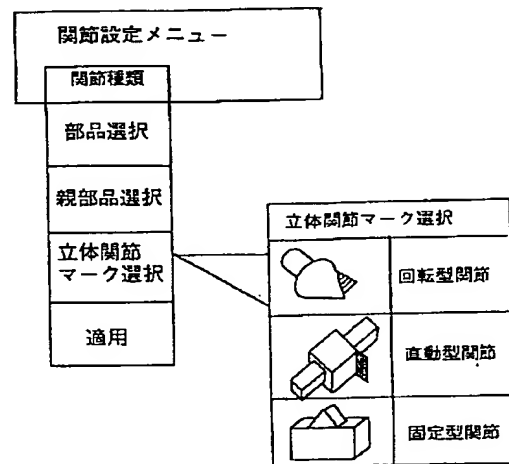 関節設定メニュー
関節種類
部品選択
親部品選択
立体関節
マーク選択
適用
立体関節マーク選択
回転型関節
直動型関節
固定型関節